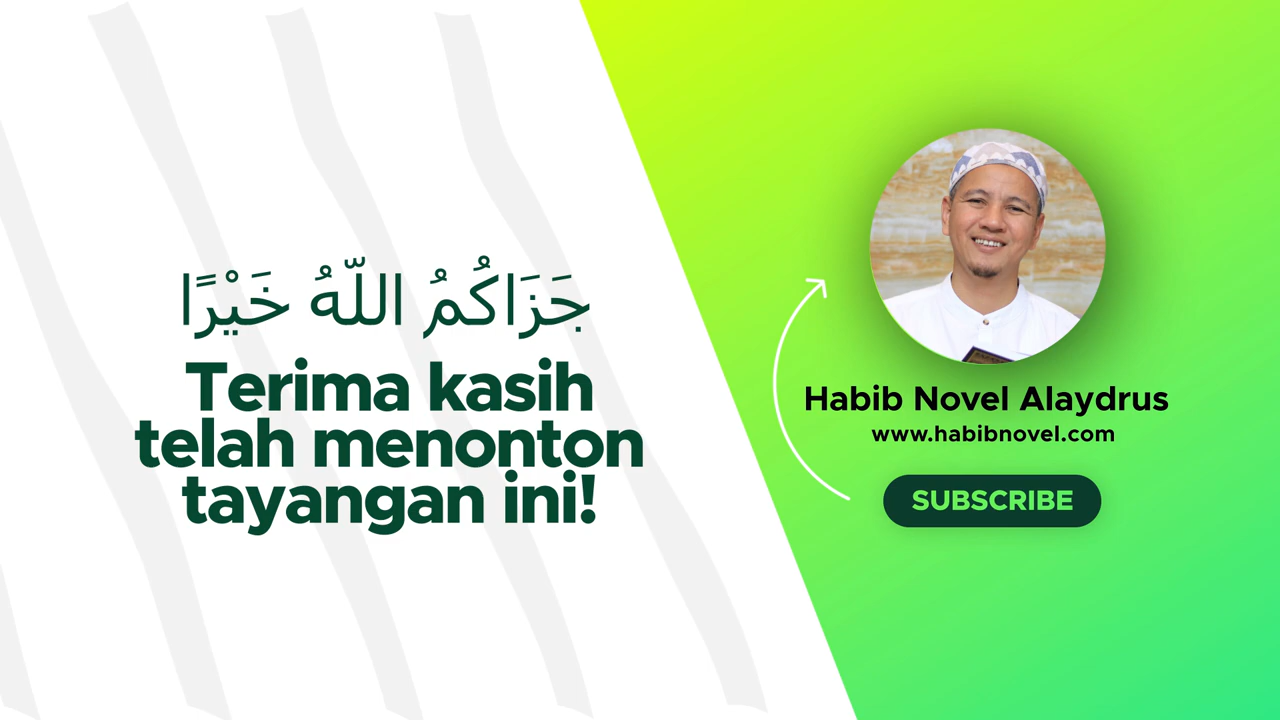 جَزَاكُمُ اللّهُ خَيْرًا
Terima kasih
telah menonton
tayangan ini!
Habib Novel Alaydrus
www.habibnovel.com
SUBSCRIBE